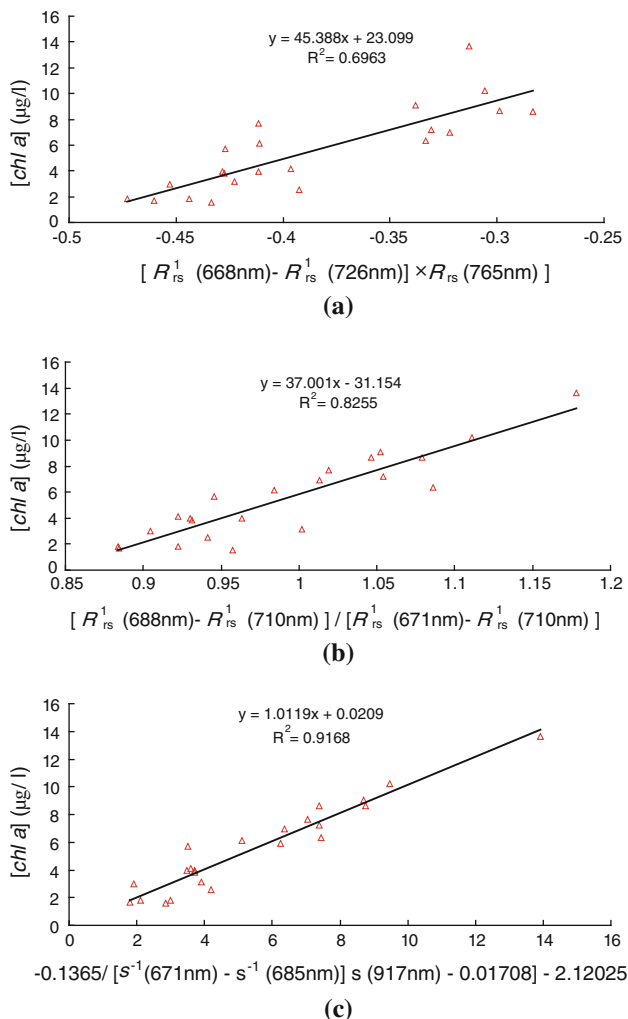 16
14
12
10
8
6
4
2
0
[chl a] (μg/l)
y = 45.388x + 23.099
R² = 0.6963
-0.5 -0.45 -0.4 -0.35 -0.3 -0.25
[ R¹rs (668nm)- R¹rs (726nm)] ×Rrs (765nm) ]
(a)
16
14
12
10
8
6
4
2
0
[chl a] (μg/l)
y = 37.001x - 31.154
R² = 0.8255
0.85 0.9 0.95 1 1.05 1.1 1.15 1.2
[ R¹rs (688nm)- R¹rs (710nm) ] / [R¹rs (671nm)- R¹rs (710nm) ]
(b)
16
14
12
10
8
6
4
2
0
[chl a] (μg/ l)
y = 1.0119x + 0.0209
R² = 0.9168
0 2 4 6 8 10 12 14 16
-0.1365/ [s⁻¹(671nm) - s⁻¹ (685nm)] s (917nm) - 0.01708] - 2.12025
(c)